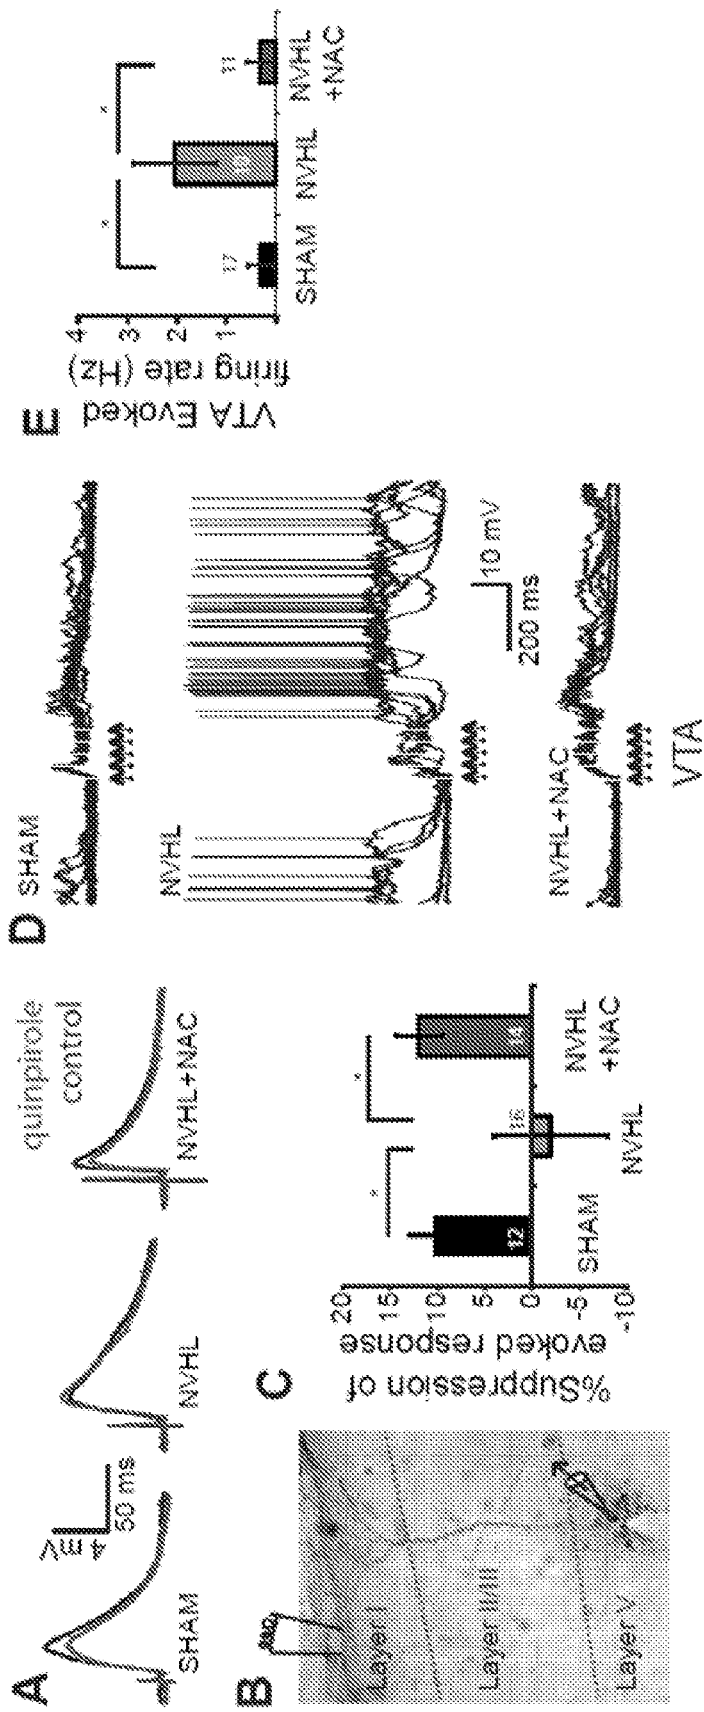 A
SHAM
4 mV
50 ms
NVHL
quinpirole
control
NVHL+NAC
B
Layer I
Layer II/III
Layer V
C
%Suppression of
evoked response
20
15
10
5
0
-5
-10
12
16
14
*
*
SHAM
NVHL
NVHL
+NAC
D
SHAM
NVHL
10 mV
200 ms
NVHL+NAC
VTA
E
VTA Evoked
firing rate (Hz)
4
3
2
1
17
11
*
*
SHAM
NVHL
NVHL
+NAC